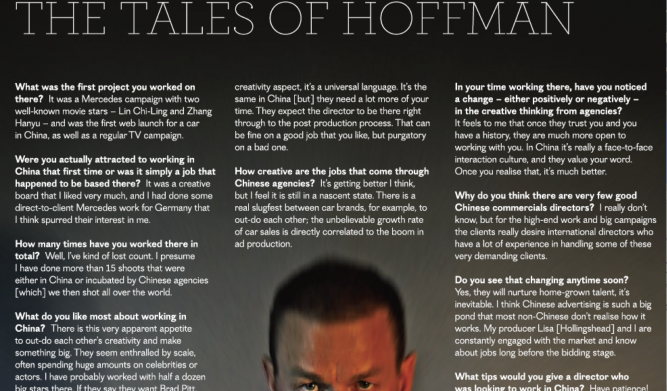 THE TALES OF HOFFMAN
What was the first project you worked on
there? It was a Mercedes campaign with two
well-known movie stars – Lin Chi-Ling and Zhang
Hanyu – and was the first web launch for a car
in China, as well as a regular TV campaign.
Were you actually attracted to working in
China that first time or was it simply a job that
happened to be based there? It was a creative
board that I liked very much, and I had done some
direct-to-client Mercedes work for Germany that
I think spurred their interest in me.
How many times have you worked there in
total? Well, I've kind of lost count. I presume
I have done more than 15 shoots that were
either in China or incubated by Chinese agencies
[which] we then shot all over the world.
What do you like most about working in
China? There is this very apparent appetite
to out-do each other's creativity and make
something big. They seem enthralled by scale,
often spending huge amounts on celebrities or
actors. I have probably worked with half a dozen
big stars there. If they say they want Brad Pitt
creativity aspect, it's a universal language. It's the
same in China [but] they need a lot more of your
time. They expect the director to be there right
through to the post production process. That can
be fine on a good job that you like, but purgatory
on a bad one.
How creative are the jobs that come through
Chinese agencies? It's getting better I think,
but I feel it is still in a nascent state. There is a
real slugfest between car brands, for example, to
out-do each other; the unbelievable growth rate
of car sales is directly correlated to the boom in
ad production.
In your time working there, have you noticed
a change – either positively or negatively –
in the creative thinking from agencies?
It feels to me that once they trust you and you
have a history, they are much more open to
working with you. In China it's really a face-to-face
interaction culture, and they value your word.
Once you realise that, it's much better.
Why do you think there are very few good
Chinese commercials directors? I really don't
know, but for the high-end work and big campaigns
the clients really desire international directors who
have a lot of experience in handling some of these
very demanding clients.
Do you see that changing anytime soon?
Yes, they will nurture home-grown talent, it's
inevitable. I think Chinese advertising is such a big
pond that most non-Chinese don't realise how it
works. My producer Lisa [Hollingshead] and I are
constantly engaged with the market and know
about jobs long before the bidding stage.
What tips would you give a director who
was looking to work in China? Have patience!